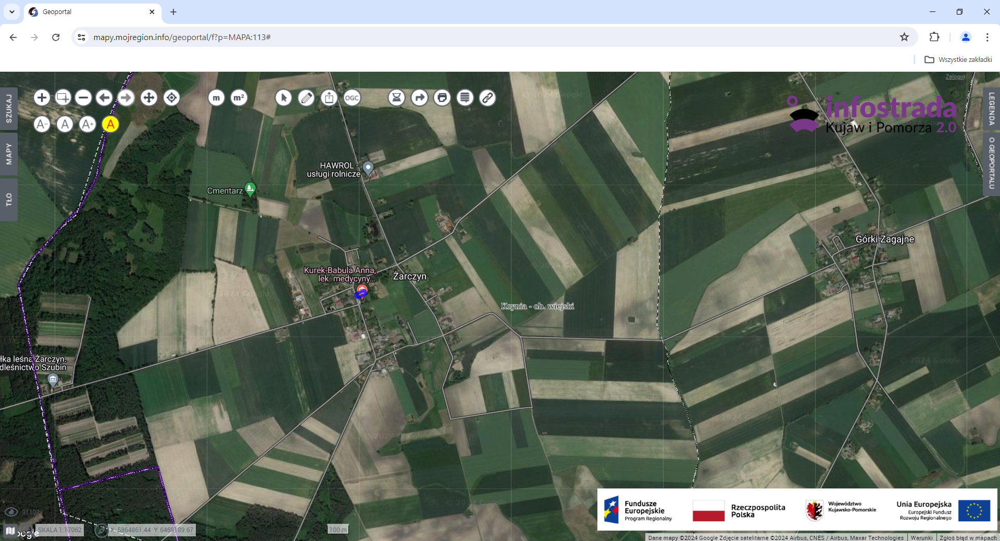 Geoportal
mapy.mojregion.info/geoportal/f?p=MAPA:113#
Wszystkie zakładki
Zaloguj
m
m²
OGC
A-
A
A+
A
SZUKAJ
MAPY
TŁO
LEGENDA
O GEOPORTALU
infostrada
Kujaw i Pomorza 2.0
HAWROL -
usługi rolnicze
Cmentarz
Kurek-Babula Anna,
lek. medycyny...
Żarczyn
Górki Zagajne
Kcynia - ob. wiejski
łka leśna Żarczyn.
dleśnictwo Szubin
© 2024 Google
31102
SKALA 1:17062
X: 5864861.44 Y: 6469189.67
100 m
Fundusze
Europejskie
Program Regionalny
Rzeczpospolita
Polska
Województwo
Kujawsko-Pomorskie
Unia Europejska
Europejski Fundusz
Rozwoju Regionalnego
Dane mapy ©2024 Google Zdjęcie satelitarne ©2024 Airbus, CNES / Airbus, Maxar Technologies
Warunki
Zgłoś błąd w mapach